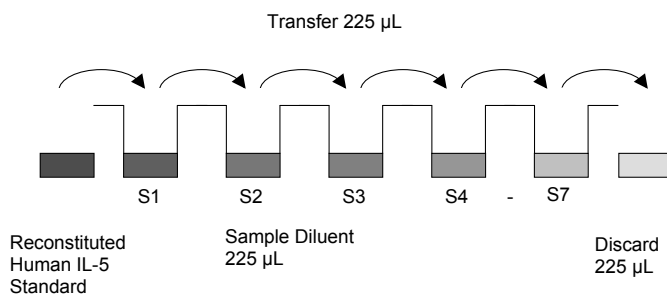 Transfer 225 µL
S1 S2 S3 S4 - S7
Reconstituted
Human IL-5
Standard
Sample Diluent
225 µL
Discard
225 µL